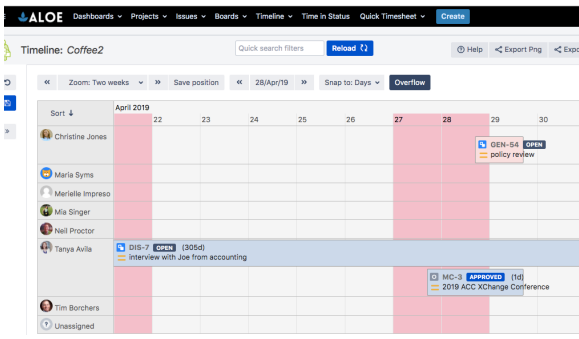 ALOE Dashboards Projects Issues Boards Timeline Time in Status Quick Timesheet Create
Timeline: Coffee2 Quick search filters Reload Help Export Png Expo
« Zoom: Two weeks » Save position « 28/Apr/19 » Snap to: Days Overflow
Sort April 2019
22 23 24 25 26 27 28 29 30
Christine Jones
GEN-54 OPEN
policy review
Maria Syms
Merielle Impreso
Mia Singer
Neil Proctor
Tanya Avila DIS-7 OPEN (305d)
interview with Joe from accounting
MC-3 APPROVED (1d)
2019 ACC XChange Conference
Tim Borchers
Unassigned